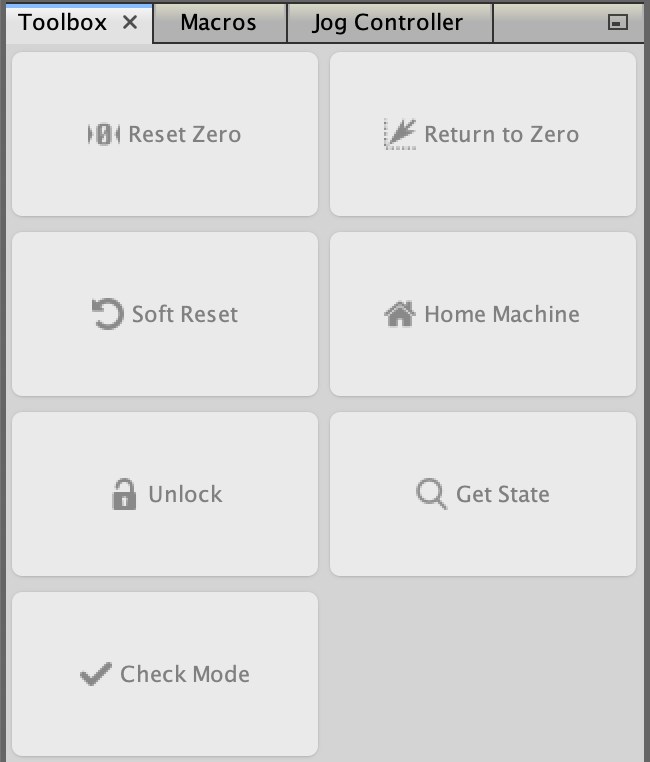 Toolbox Macros Jog Controller
Reset Zero
Return to Zero
Soft Reset
Home Machine
Unlock
Get State
Check Mode